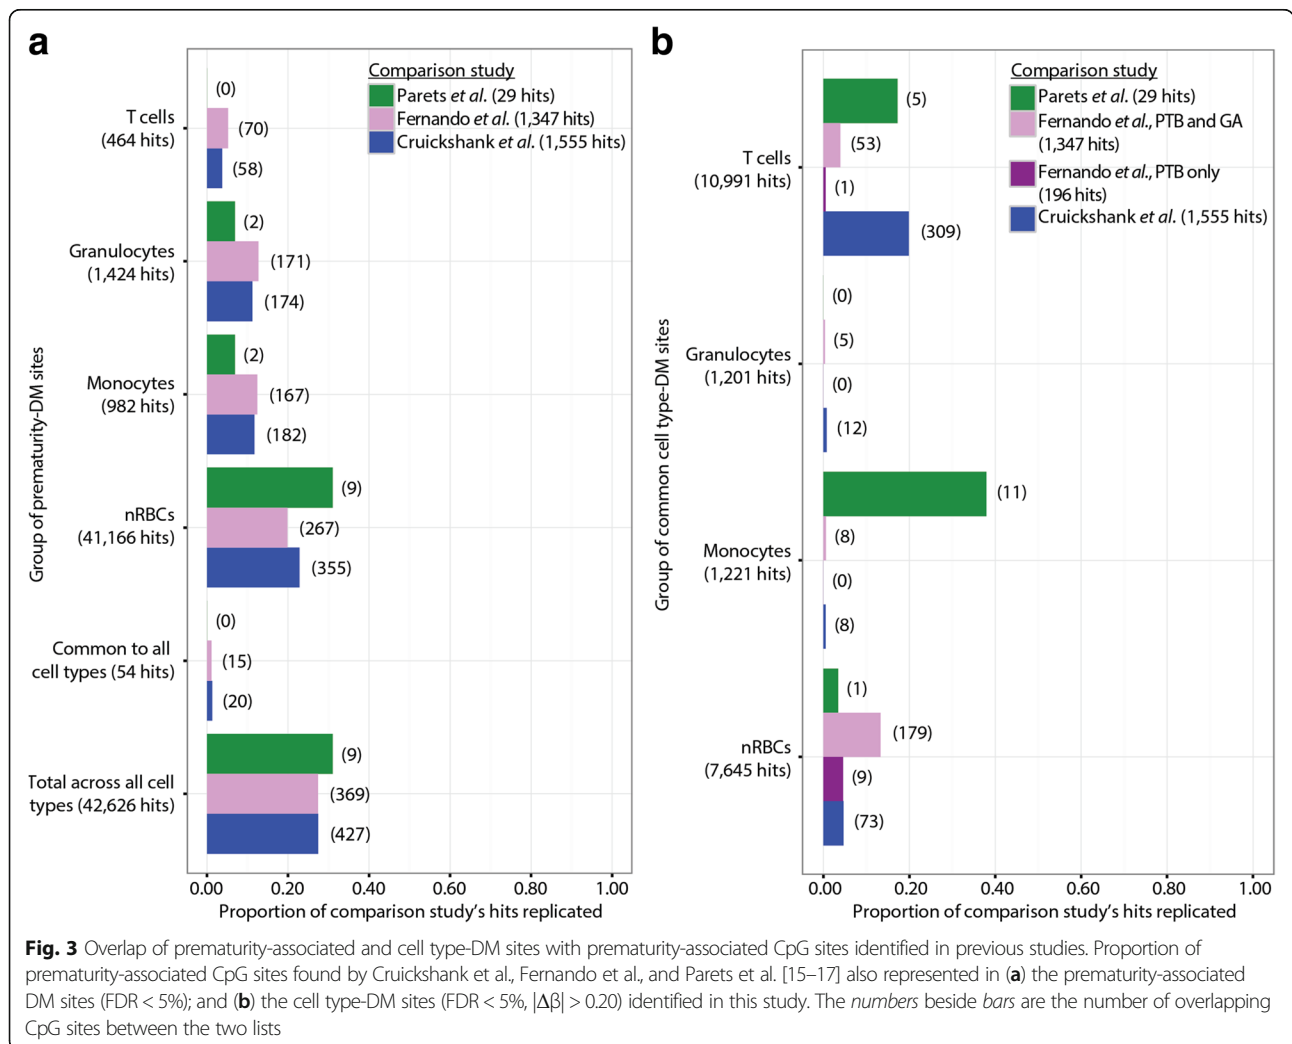 a
Comparison study
Parets et al. (29 hits)
Fernando et al. (1,347 hits)
Cruickshank et al. (1,555 hits)
Group of prematurity-DM sites
T cells
(464 hits)
(0)
(70)
(58)
Granulocytes
(1,424 hits)
(2)
(171)
(174)
Monocytes
(982 hits)
(2)
(167)
(182)
nRBCs
(41,166 hits)
(9)
(267)
(355)
Common to all
cell types (54 hits)
(0)
(15)
(20)
Total across all cell
types (42,626 hits)
(9)
(369)
(427)
0.00 0.20 0.40 0.60 0.80 1.00
Proportion of comparison study's hits replicated
b
Comparison study
Parets et al. (29 hits)
Fernando et al., PTB and GA
(1,347 hits)
Fernando et al., PTB only
(196 hits)
Cruickshank et al. (1,555 hits)
Group of common cell type-DM sites
T cells
(10,991 hits)
(5)
(53)
(1)
(309)
Granulocytes
(1,201 hits)
(0)
(5)
(0)
(12)
Monocytes
(1,221 hits)
(11)
(8)
(0)
(8)
nRBCs
(7,645 hits)
(1)
(179)
(9)
(73)
0.00 0.20 0.40 0.60 0.80 1.00
Proportion of comparison study's hits replicated
Fig. 3 Overlap of prematurity-associated and cell type-DM sites with prematurity-associated CpG sites identified in previous studies. Proportion of
prematurity-associated CpG sites found by Cruickshank et al., Fernando et al., and Parets et al. [15–17] also represented in (a) the prematurity-associated
DM sites (FDR < 5%); and (b) the cell type-DM sites (FDR < 5%, |Δβ| > 0.20) identified in this study. The numbers beside bars are the number of overlapping
CpG sites between the two lists